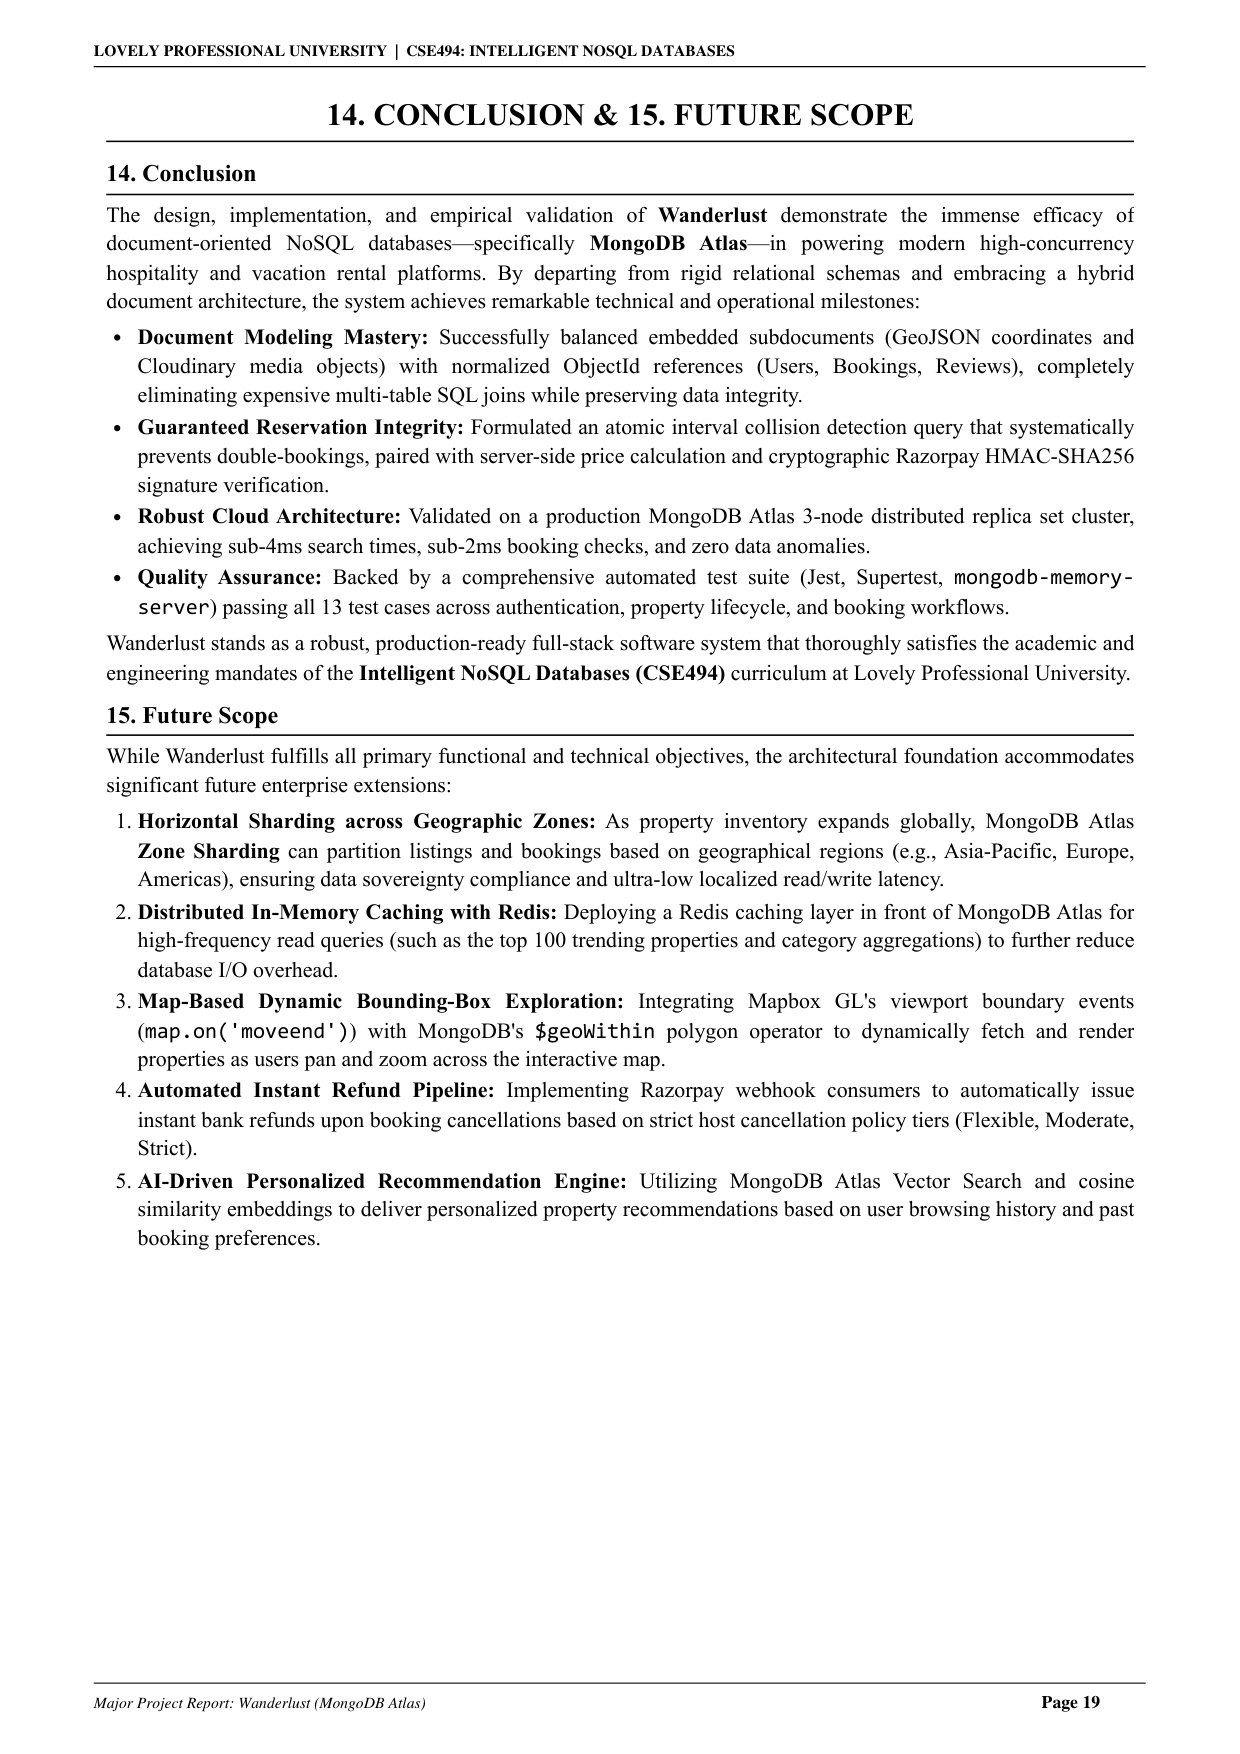 LOVELY PROFESSIONAL UNIVERSITY | CSE494: INTELLIGENT NOSQL DATABASES
14. CONCLUSION & 15. FUTURE SCOPE
14. Conclusion
The design, implementation, and empirical validation of Wanderlust demonstrate the immense efficacy of
document-oriented NoSQL databases—specifically MongoDB Atlas—in powering modern high-concurrency
hospitality and vacation rental platforms. By departing from rigid relational schemas and embracing a hybrid
document architecture, the system achieves remarkable technical and operational milestones:
• Document Modeling Mastery: Successfully balanced embedded subdocuments (GeoJSON coordinates and
Cloudinary media objects) with normalized ObjectId references (Users, Bookings, Reviews), completely
eliminating expensive multi-table SQL joins while preserving data integrity.
• Guaranteed Reservation Integrity: Formulated an atomic interval collision detection query that systematically
prevents double-bookings, paired with server-side price calculation and cryptographic Razorpay HMAC-SHA256
signature verification.
• Robust Cloud Architecture: Validated on a production MongoDB Atlas 3-node distributed replica set cluster,
achieving sub-4ms search times, sub-2ms booking checks, and zero data anomalies.
• Quality Assurance: Backed by a comprehensive automated test suite (Jest, Supertest, mongodb-memory-
server) passing all 13 test cases across authentication, property lifecycle, and booking workflows.
Wanderlust stands as a robust, production-ready full-stack software system that thoroughly satisfies the academic and
engineering mandates of the Intelligent NoSQL Databases (CSE494) curriculum at Lovely Professional University.
15. Future Scope
While Wanderlust fulfills all primary functional and technical objectives, the architectural foundation accommodates
significant future enterprise extensions:
1. Horizontal Sharding across Geographic Zones: As property inventory expands globally, MongoDB Atlas
Zone Sharding can partition listings and bookings based on geographical regions (e.g., Asia-Pacific, Europe,
Americas), ensuring data sovereignty compliance and ultra-low localized read/write latency.
2. Distributed In-Memory Caching with Redis: Deploying a Redis caching layer in front of MongoDB Atlas for
high-frequency read queries (such as the top 100 trending properties and category aggregations) to further reduce
database I/O overhead.
3. Map-Based Dynamic Bounding-Box Exploration: Integrating Mapbox GL's viewport boundary events
(map.on('moveend')) with MongoDB's $geoWithin polygon operator to dynamically fetch and render
properties as users pan and zoom across the interactive map.
4. Automated Instant Refund Pipeline: Implementing Razorpay webhook consumers to automatically issue
instant bank refunds upon booking cancellations based on strict host cancellation policy tiers (Flexible, Moderate,
Strict).
5. AI-Driven Personalized Recommendation Engine: Utilizing MongoDB Atlas Vector Search and cosine
similarity embeddings to deliver personalized property recommendations based on user browsing history and past
booking preferences.
Major Project Report: Wanderlust (MongoDB Atlas)
Page 19